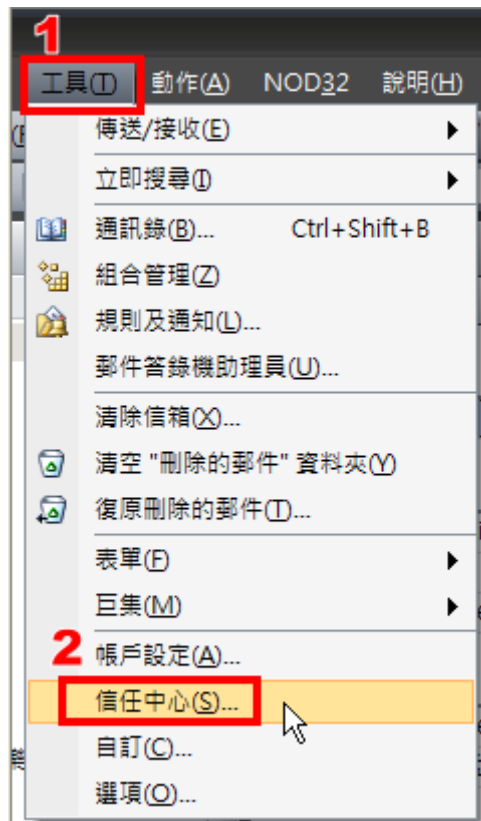 1
工具(T) 動作(A) NOD32 說明(H)
傳送/接收(E)
立即搜尋(I)
通訊錄(B)... Ctrl+Shift+B
組合管理(Z)
規則及通知(L)...
郵件答錄機助理員(U)...
清除信箱(X)...
清空 "刪除的郵件" 資料夾(Y)
復原刪除的郵件(T)...
表單(F)
巨集(M)
2 帳戶設定(A)...
信任中心(S)...
自訂(C)...
選項(O)...